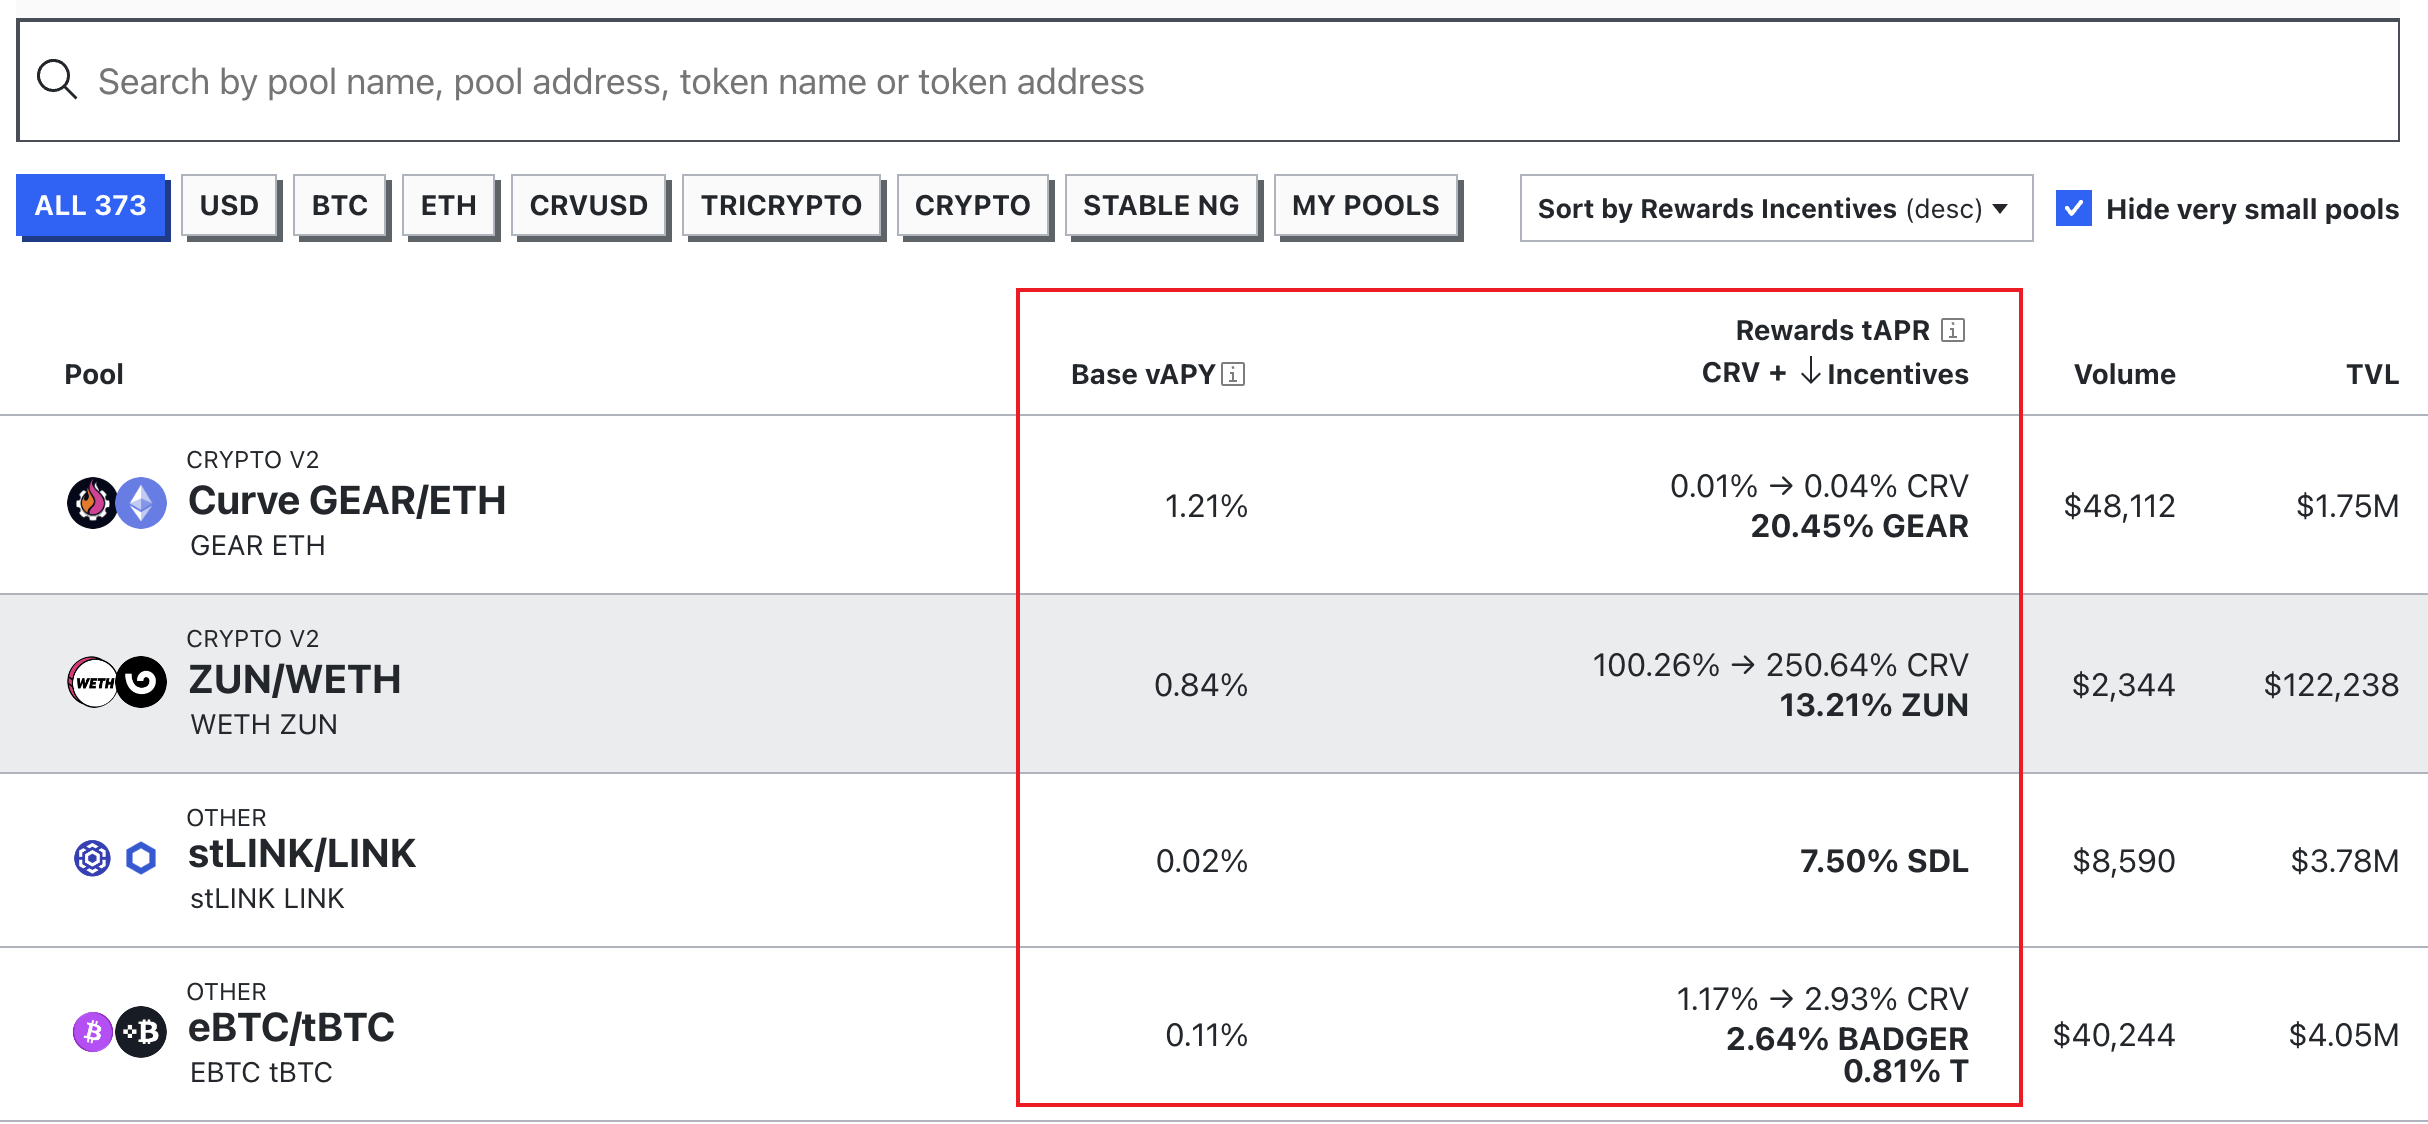 Search by pool name, pool address, token name or token address
ALL 373 USD BTC ETH CRVUSD TRICRYPTO CRYPTO STABLE NG MY POOLS Sort by Rewards Incentives (desc) Hide very small pools
Rewards tAPR
Pool Base vAPY CRV + ↓ Incentives Volume TVL
CRYPTO V2
Curve GEAR/ETH
GEAR ETH
1.21%
0.01% → 0.04% CRV
20.45% GEAR
$48,112
$1.75M
CRYPTO V2
WETH
ZUN/WETH
WETH ZUN
0.84%
100.26% → 250.64% CRV
13.21% ZUN
$2,344
$122,238
OTHER
stLINK/LINK
stLINK LINK
0.02%
7.50% SDL
$8,590
$3.78M
OTHER
eBTC/tBTC
EBTC tBTC
0.11%
1.17% → 2.93% CRV
2.64% BADGER
0.81% T
$40,244
$4.05M